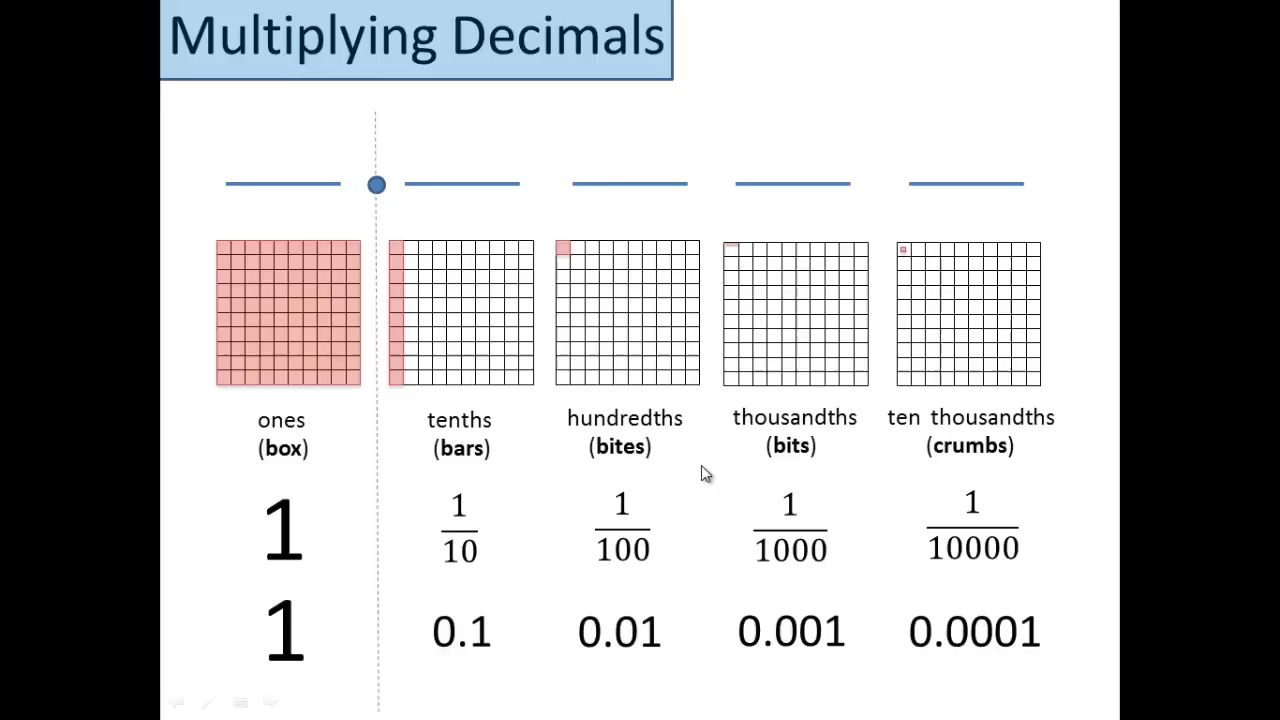 Multiplying Decimals
ones tenths hundredths thousandths ten thousandths
(box) (bars) (bites) (bits) (crumbs)
1 1/10 1/100 1/1000 1/10000
1 0.1 0.01 0.001 0.0001